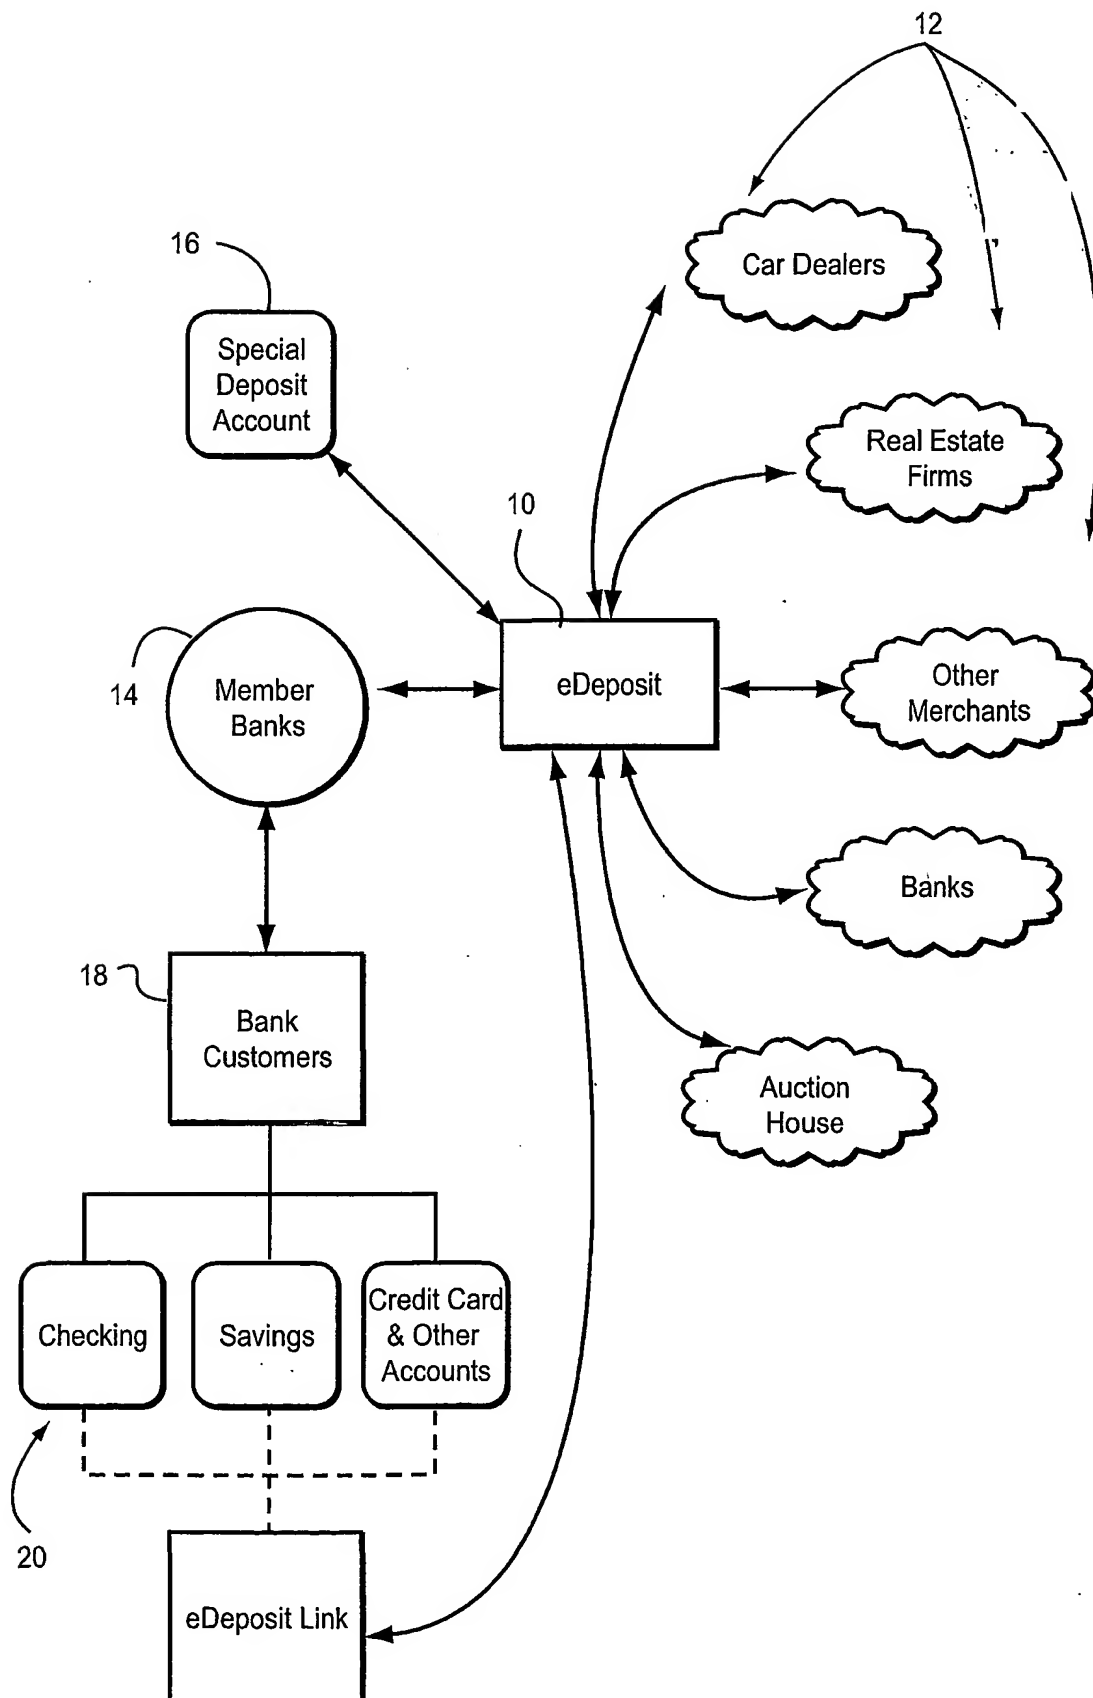 12
Car Dealers
16
Special
Deposit
Account
Real Estate
Firms
10
eDeposit
14
Member
Banks
Other
Merchants
Banks
18
Bank
Customers
Auction
House
Checking
Savings
Credit Card
& Other
Accounts
20
eDeposit Link